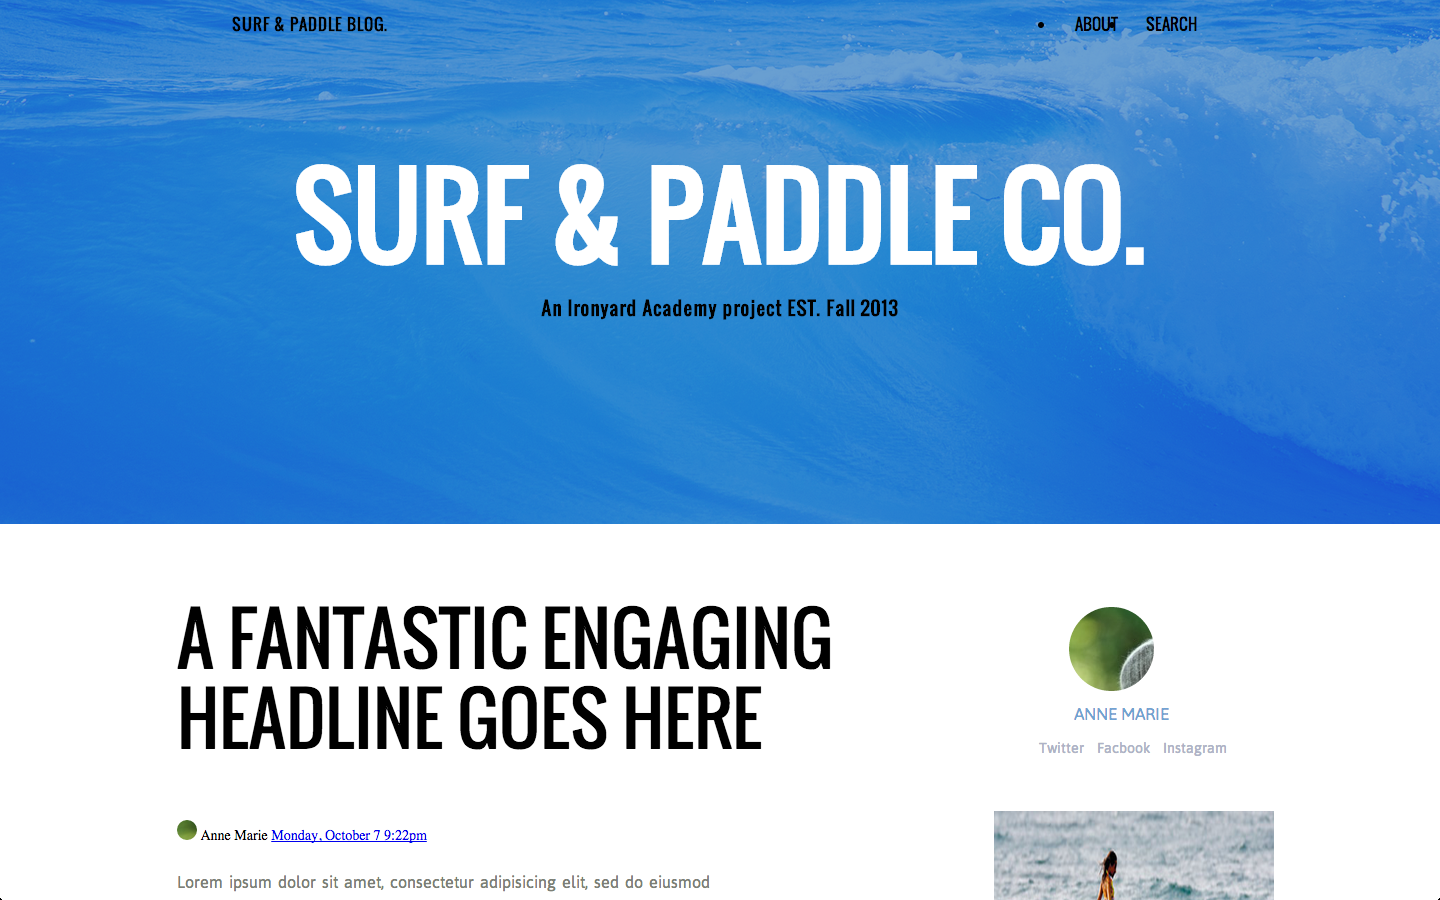 SURF & PADDLE BLOG.
ABOUT SEARCH
SURF & PADDLE CO.
An Ironyard Academy project EST. Fall 2013
A FANTASTIC ENGAGING
HEADLINE GOES HERE
ANNE MARIE
Twitter Facbook Instagram
Anne Marie Monday, October 7 9:22pm
Lorem ipsum dolor sit amet, consectetur adipisicing elit, sed do eiusmod